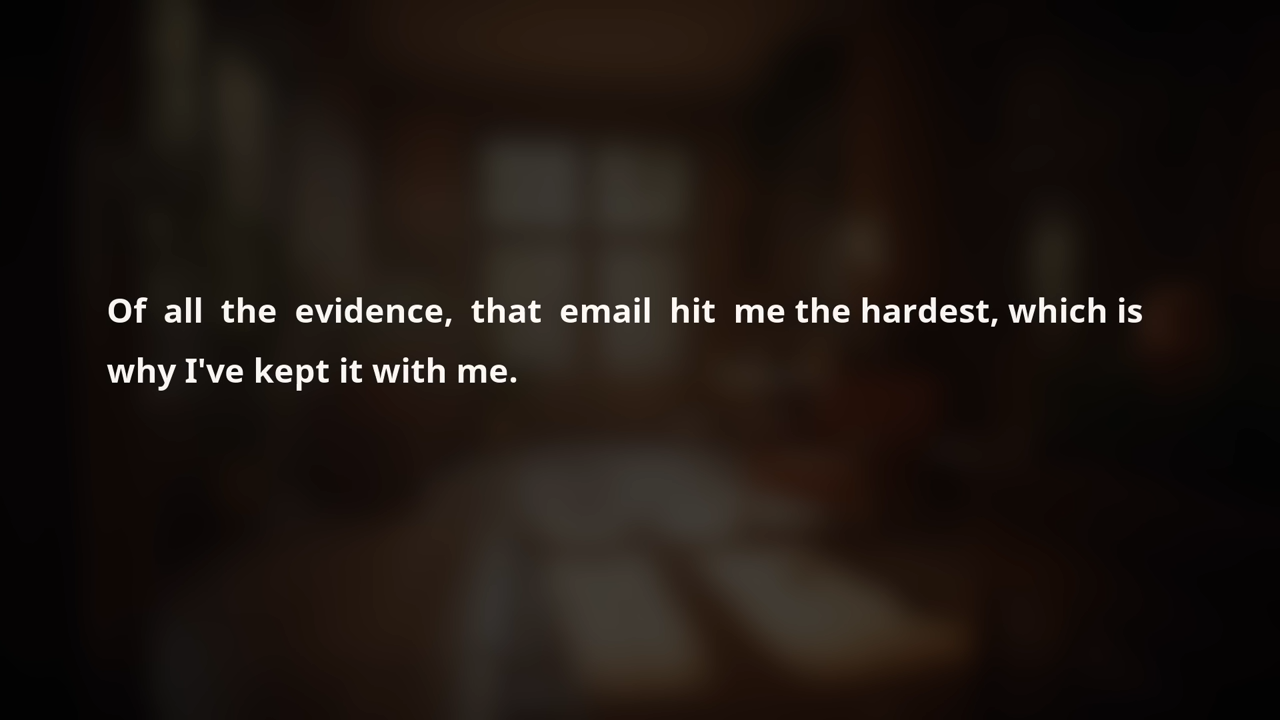 Of all the evidence, that email hit me the hardest, which is
why I've kept it with me.